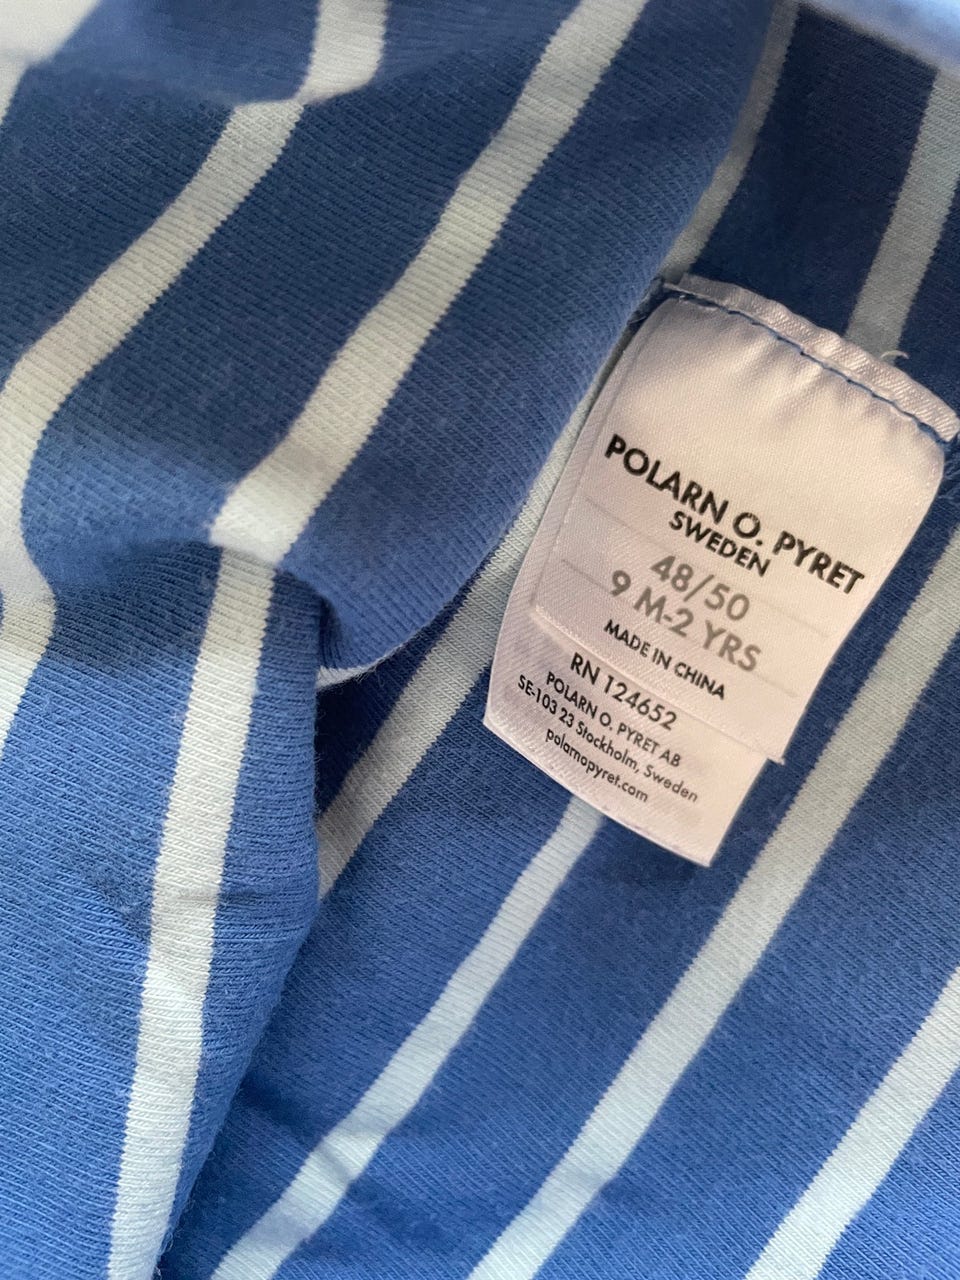 POLARN O. PYRET
SWEDEN
48/50
9 M-2 YRS
MADE IN CHINA
RN 124652
POLARN O. PYRET AB
SE-103 23 Stockholm, Sweden
polarnopyret.com